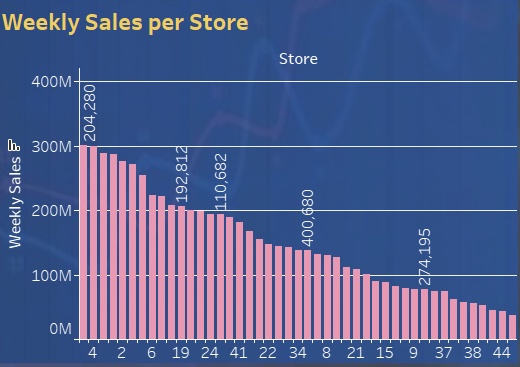 Weekly Sales per Store
Store
Weekly Sales
400M
300M
200M
100M
0M
204,280
192,812
110,682
400,680
274,195
4 2 6 19 24 41 22 34 8 21 15 9 37 38 44